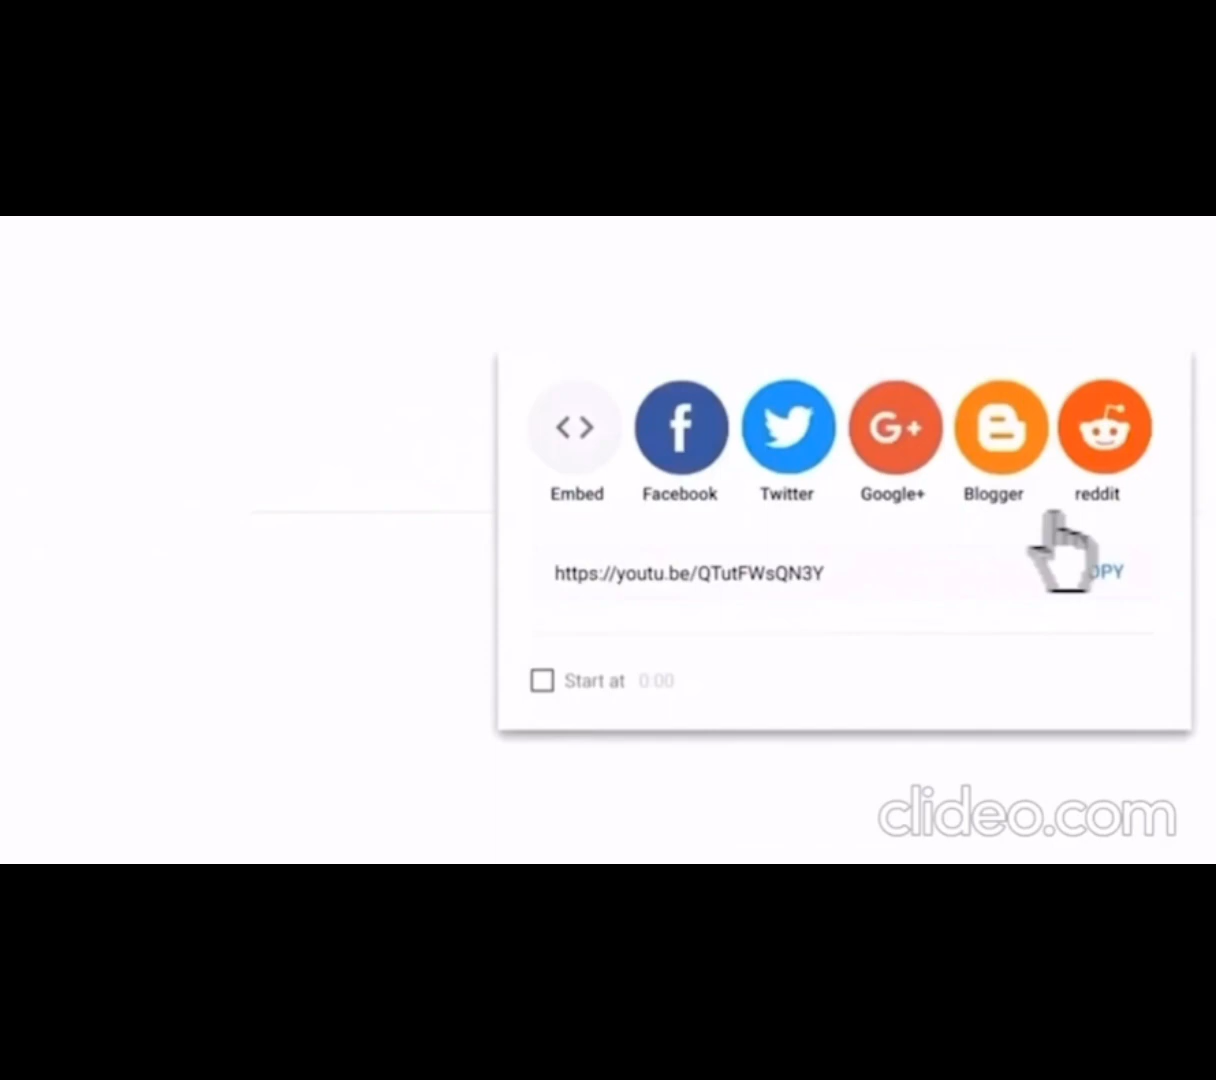 Embed Facebook Twitter Google+ Blogger reddit
https://youtu.be/QTutFWsQN3Y
Start at 0:00
clideo.com